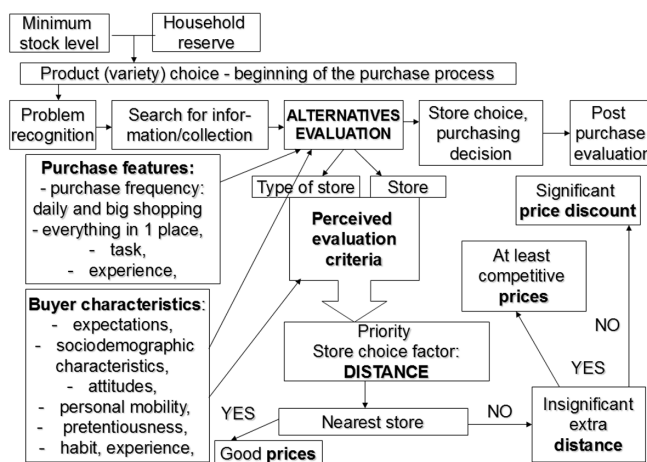 Minimum
stock level
Household
reserve
Product (variety) choice - beginning of the purchase process
Problem
recognition
Search for infor-
mation/collection
ALTERNATIVES
EVALUATION
Store choice,
purchasing
decision
Post
purchase
evaluation
Purchase features:
- purchase frequency:
daily and big shopping
- everything in 1 place,
- task,
- experience,
Type of store
Store
Perceived
evaluation
criteria
Significant
price discount
At least
competitive
prices
Buyer characteristics:
- expectations,
- sociodemographic
characteristics,
- attitudes,
- personal mobility,
- pretentiousness,
- habit, experience,
Priority
Store choice factor:
DISTANCE
NO
YES
YES
Nearest store
NO
Insignificant
extra
distance
Good prices